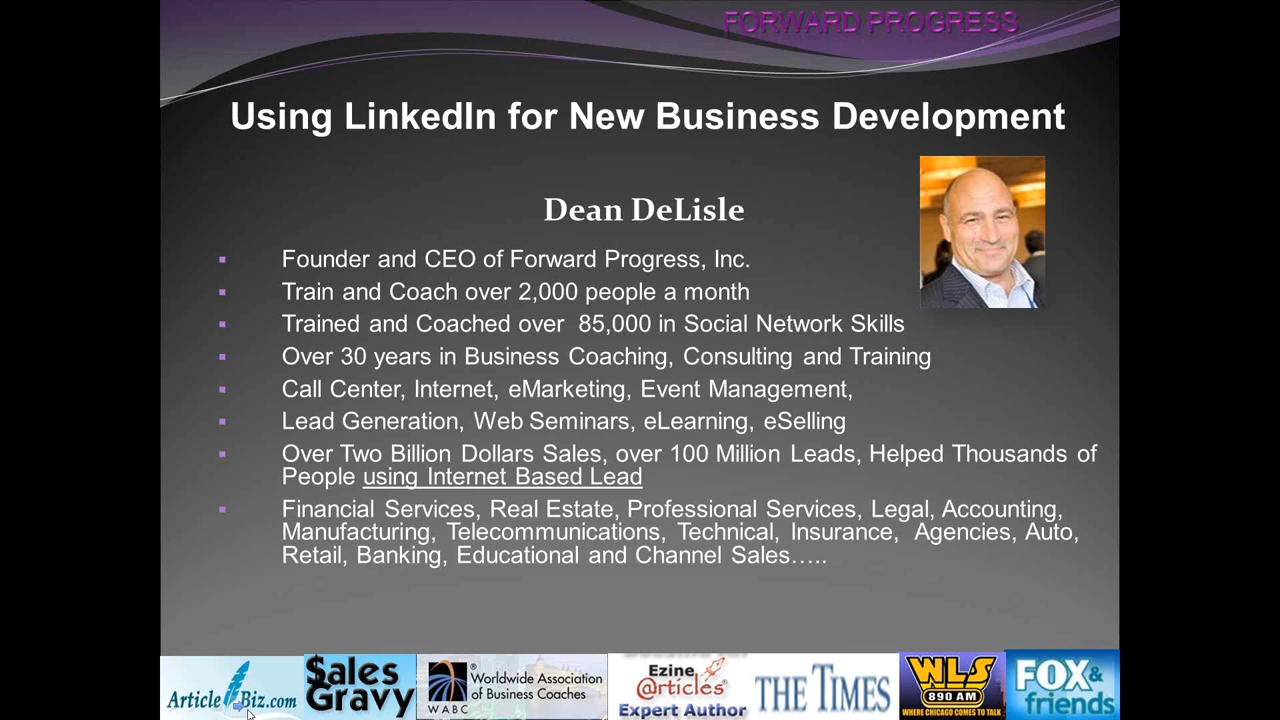 FORWARD PROGRESS
Using LinkedIn for New Business Development
Dean DeLisle
Founder and CEO of Forward Progress, Inc.
Train and Coach over 2,000 people a month
Trained and Coached over 85,000 in Social Network Skills
Over 30 years in Business Coaching, Consulting and Training
Call Center, Internet, eMarketing, Event Management,
Lead Generation, Web Seminars, eLearning, eSelling
Over Two Billion Dollars Sales, over 100 Million Leads, Helped Thousands of
People using Internet Based Lead
Financial Services, Real Estate, Professional Services, Legal, Accounting,
Manufacturing, Telecommunications, Technical, Insurance, Agencies, Auto,
Retail, Banking, Educational and Channel Sales…..
ArticleBiz.com
$ales
Gravy
WABC
®
Worldwide Association
of Business Coaches
Ezine
@rticles®
Expert Author
THE TIMES
WLS
890 AM
WHERE CHICAGO COMES TO TALK
FOX &
friends